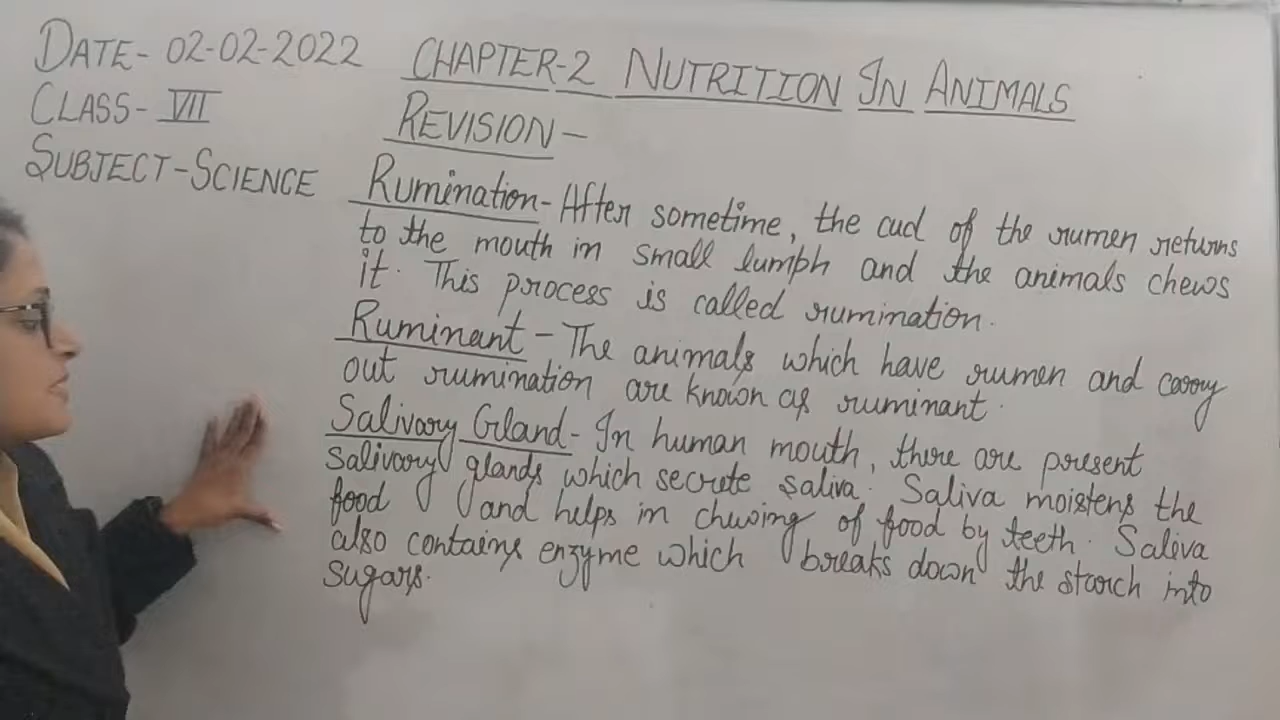 DATE- 02-02-2022
CLASS- VII
SUBJECT-SCIENCE
CHAPTER-2 NUTRITION IN ANIMALS
REVISION-
Rumination- After sometime, the cud of the rumen returns
to the mouth in small lumph and the animals chews
it. This process is called rumination.
Ruminant - The animals which have rumen and carry
out rumination are known as ruminant.
Salivary Gland- In human mouth, there are present
salivary glands which secrete saliva. Saliva moistens the
food and helps in chewing of food by teeth. Saliva
also contains enzyme which breaks down the starch into
sugars.